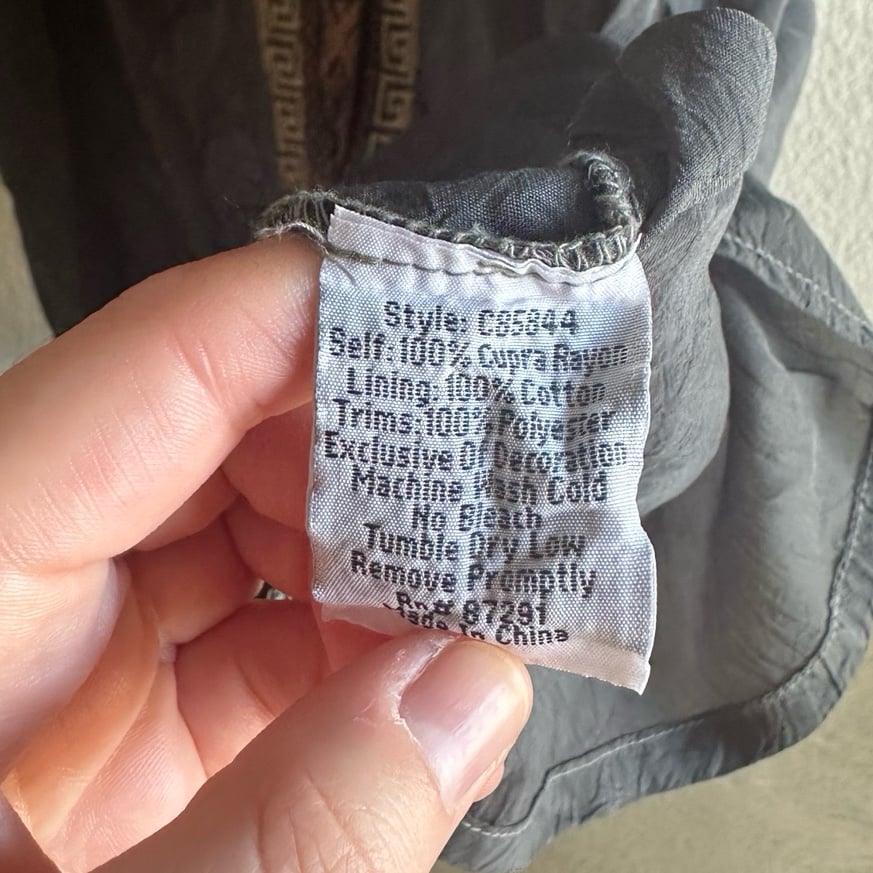 Style: C85844
Self: 100% Cupra Rayon
Lining: 100% Cotton
Trims: 100% Polyester
Exclusive Of Decoration
Machine Wash Cold
No Bleach
Tumble Dry Low
Remove Promptly
Rn# 87291
Made In China